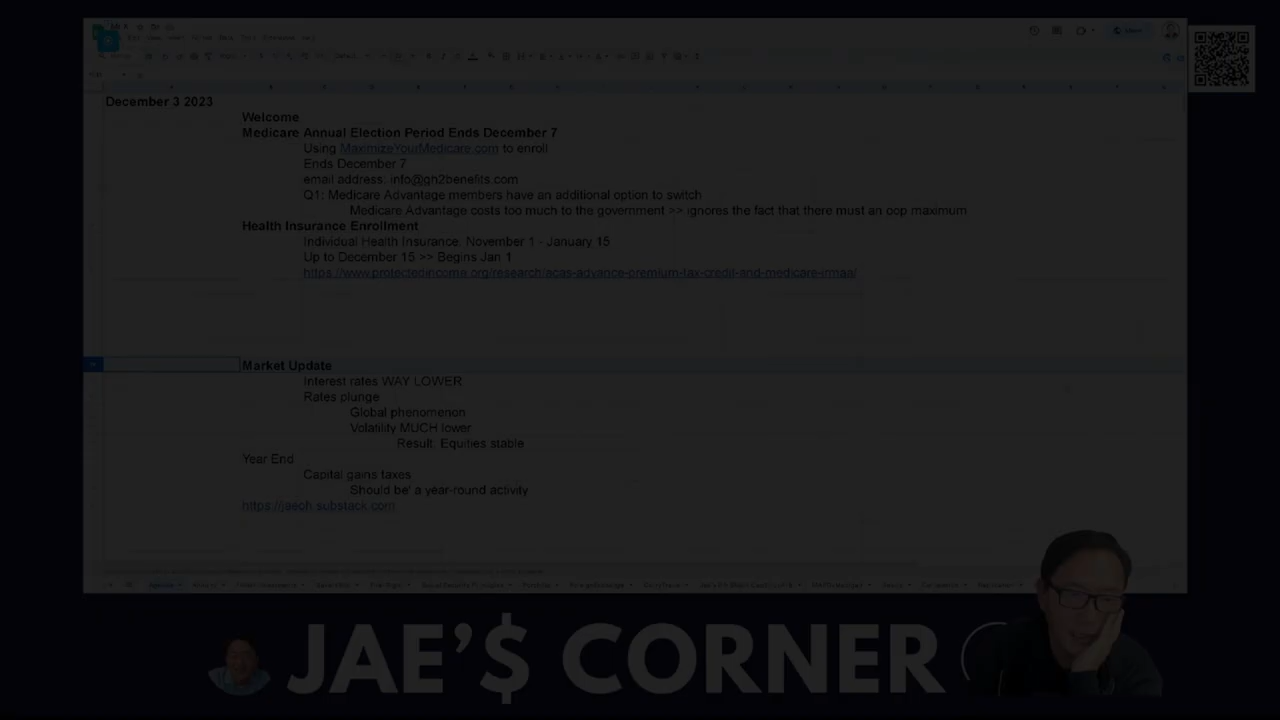 December 3 2023
Welcome
Medicare Annual Election Period Ends December 7
Using MaximizeYourMedicare.com to enroll
Ends December 7
email address: info@gh2benefits.com
Q1: Medicare Advantage members have an additional option to switch
Medicare Advantage costs too much to the government >> ignores the fact that there must an oop maximum
Health Insurance Enrollment
Individual Health Insurance: November 1 - January 15
Up to December 15 >> Begins Jan 1
https://www.protectedincome.org/research/acas-advance-premium-tax-credit-and-medicare-irmaa/
Market Update
Interest rates WAY LOWER
Rates plunge
Global phenomenon
Volatility MUCH lower
Result: Equities stable
Year End
Capital gains taxes
Should be' a year-round activity
https://jaeoh.substack.com
JAE'$ CORNER